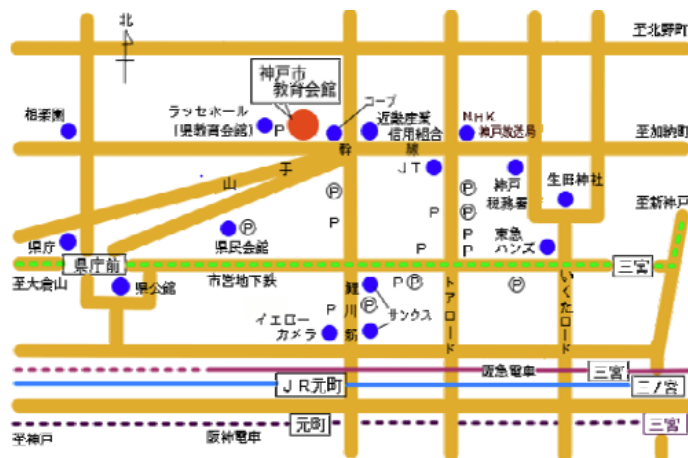 北
至北野町
神戸市
教育会館
相楽園
ラッセホール
(県教育会館)
P
コープ
近畿産業
信用組合
NHK
神戸放送局
至加納町
山
手
幹
線
JT
神戸
税務署
生田神社
至新神戸
P
P
P
P
P
P
P
P
県庁
県民会館
P
東急
ハンズ
県庁前
三宮
至大倉山
県公館
市営地下鉄
鯉
川
筋
P
P
P
P
トアロード
いくたロード
イエロー
カメラ
P
サンクス
阪急電車
三宮
JR元町
三ノ宮
元町
三宮
至神戸
阪神電車